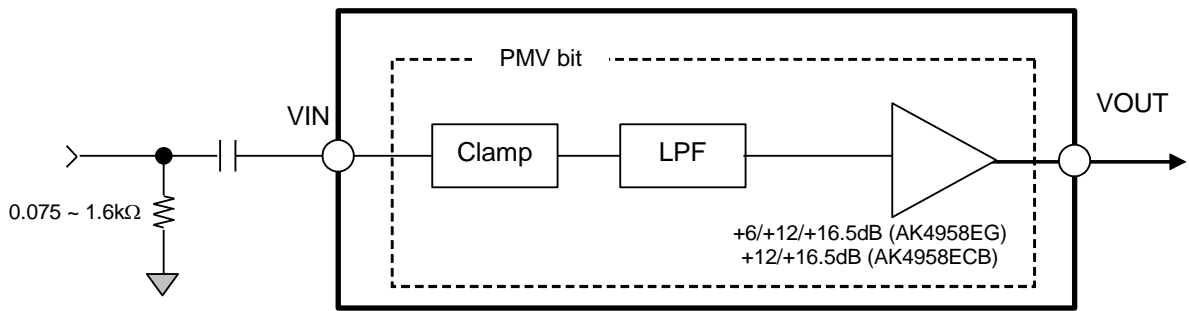 PMV bit
VIN
VOUT
Clamp
LPF
0.075 ~ 1.6kΩ
+6/+12/+16.5dB (AK4958EG)
+12/+16.5dB (AK4958ECB)